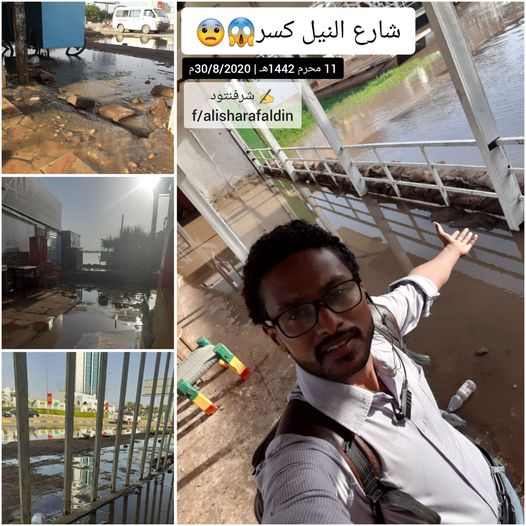 شارع النيل كسر😱😨
11 محرم 1442هـ | 30/8/2020م
✍️ شرفنتود
f/alisharafaldin